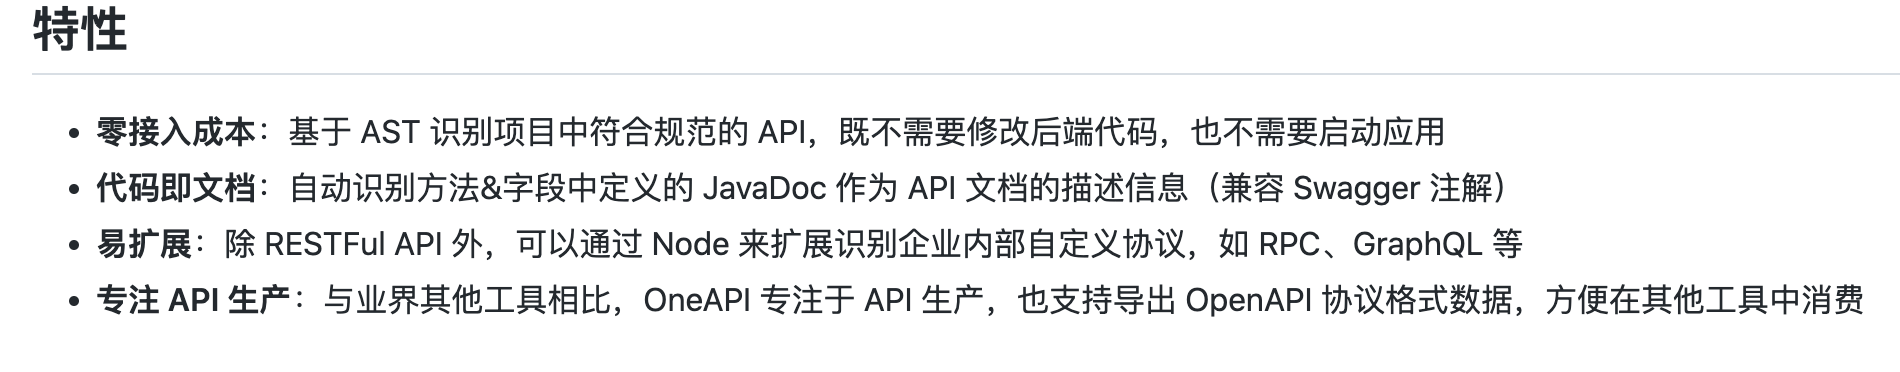 特性
零接入成本：基于 AST 识别项目中符合规范的 API，既不需要修改后端代码，也不需要启动应用
代码即文档：自动识别方法&字段中定义的 JavaDoc 作为 API 文档的描述信息（兼容 Swagger 注解）
易扩展：除 RESTFul API 外，可以通过 Node 来扩展识别企业内部自定义协议，如 RPC、GraphQL 等
专注 API 生产：与业界其他工具相比，OneAPI 专注于 API 生产，也支持导出 OpenAPI 协议格式数据，方便在其他工具中消费